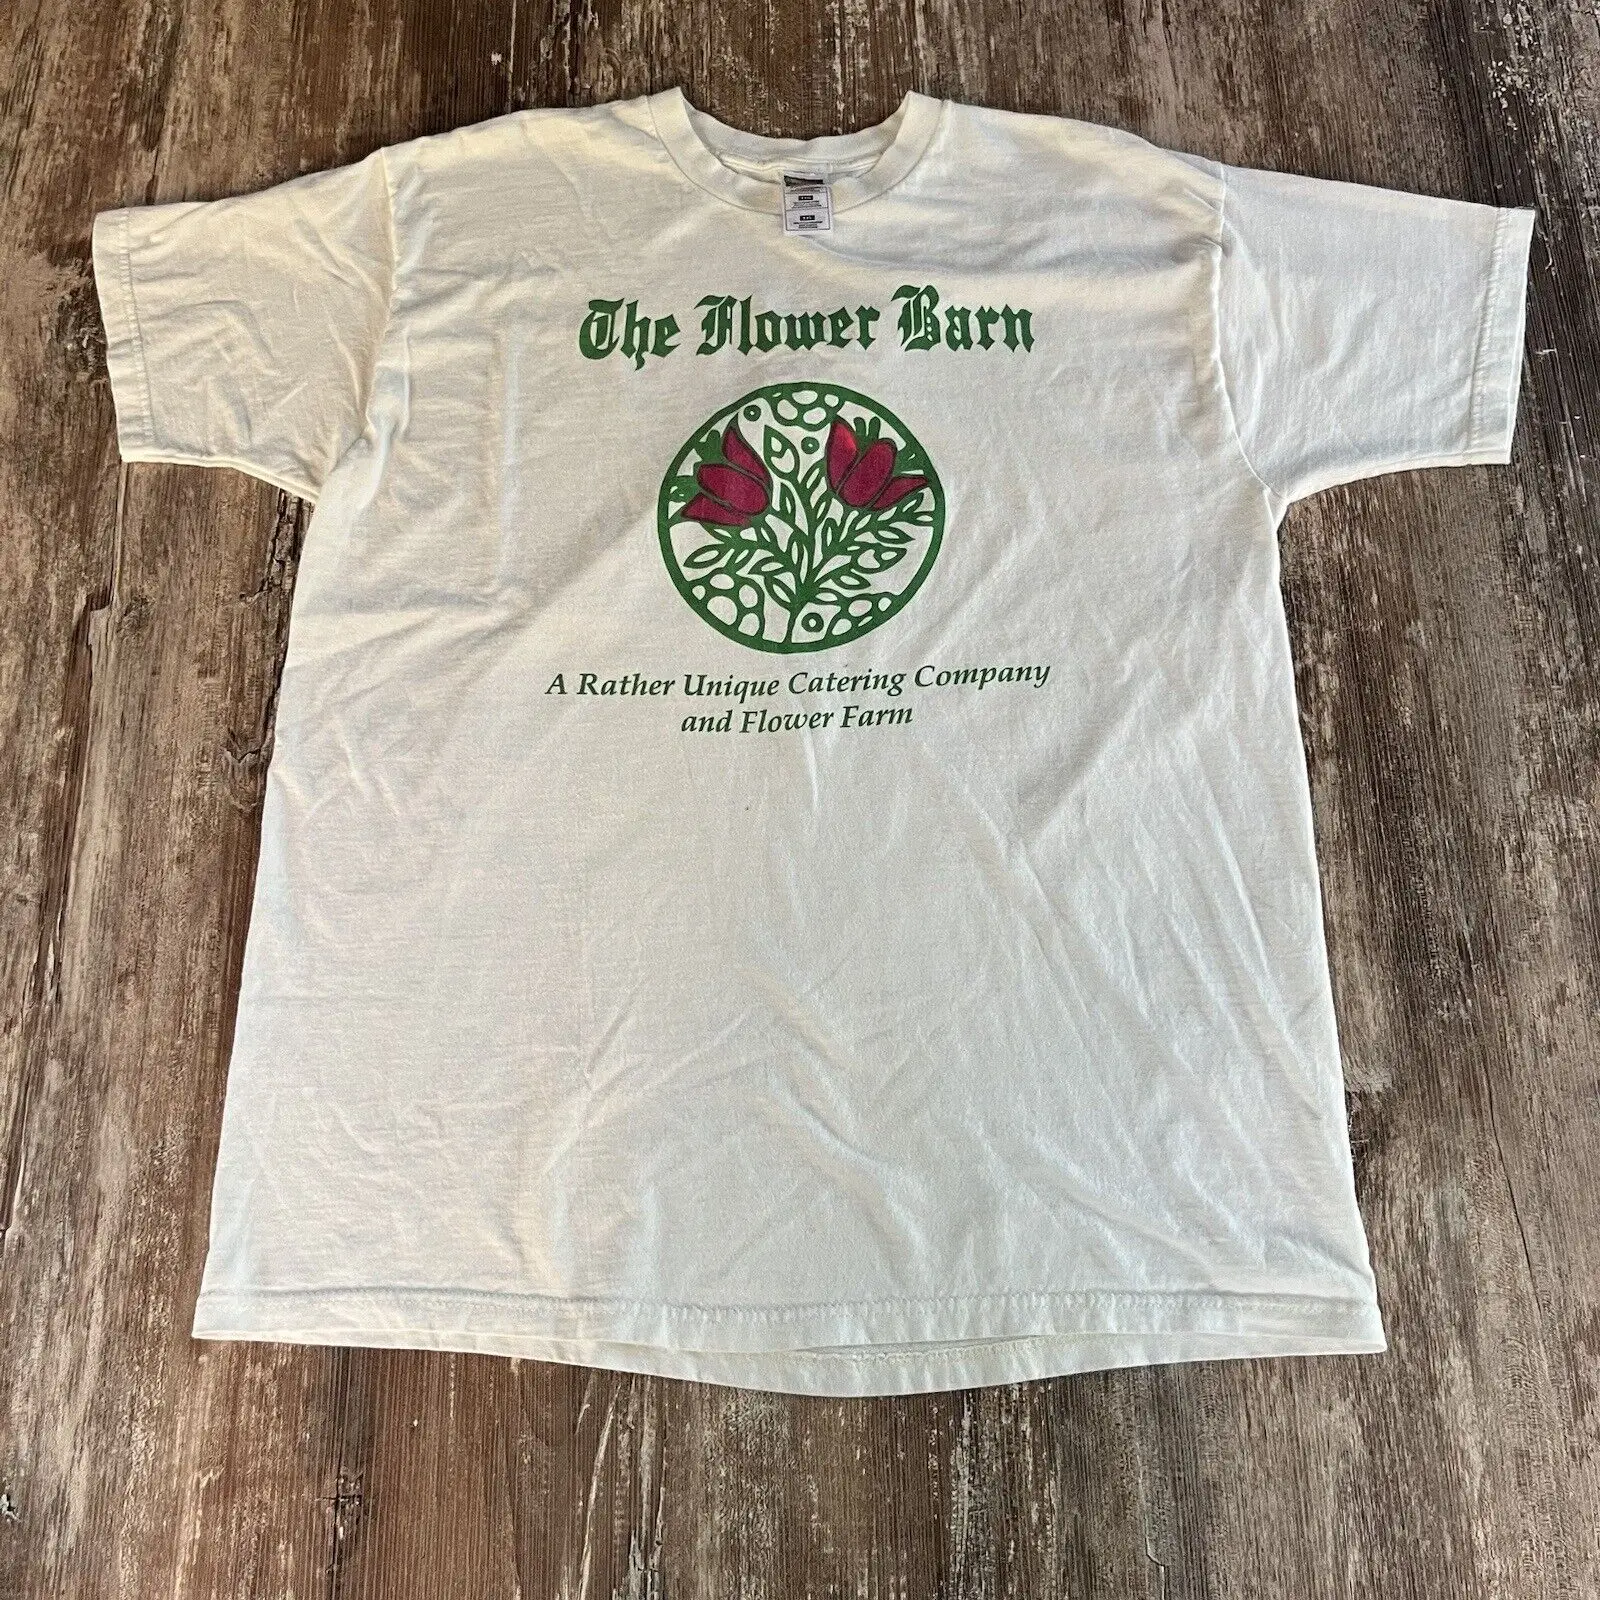 The Flower Barn
A Rather Unique Catering Company
and Flower Farm